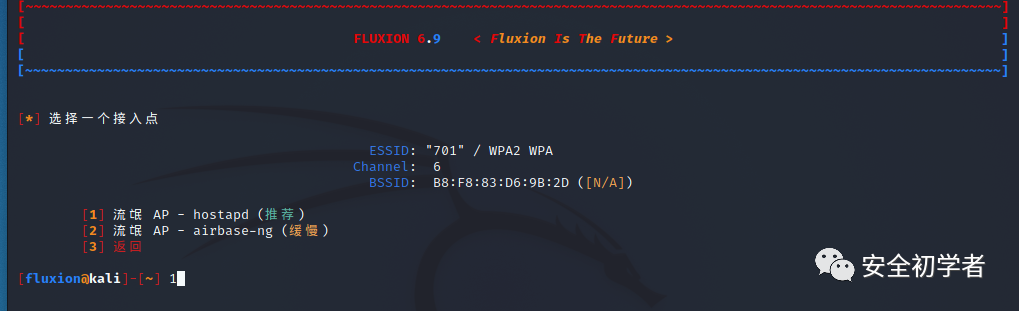 FLUXION 6.9 < Fluxion Is The Future >
[*] 选择一个接入点
ESSID: "701" / WPA2 WPA
Channel: 6
BSSID: B8:F8:83:D6:9B:2D ([N/A])
[1] 流氓 AP - hostapd (推荐)
[2] 流氓 AP - airbase-ng (缓慢)
[3] 返回
[fluxion@kali]-[~] 1
安全初学者